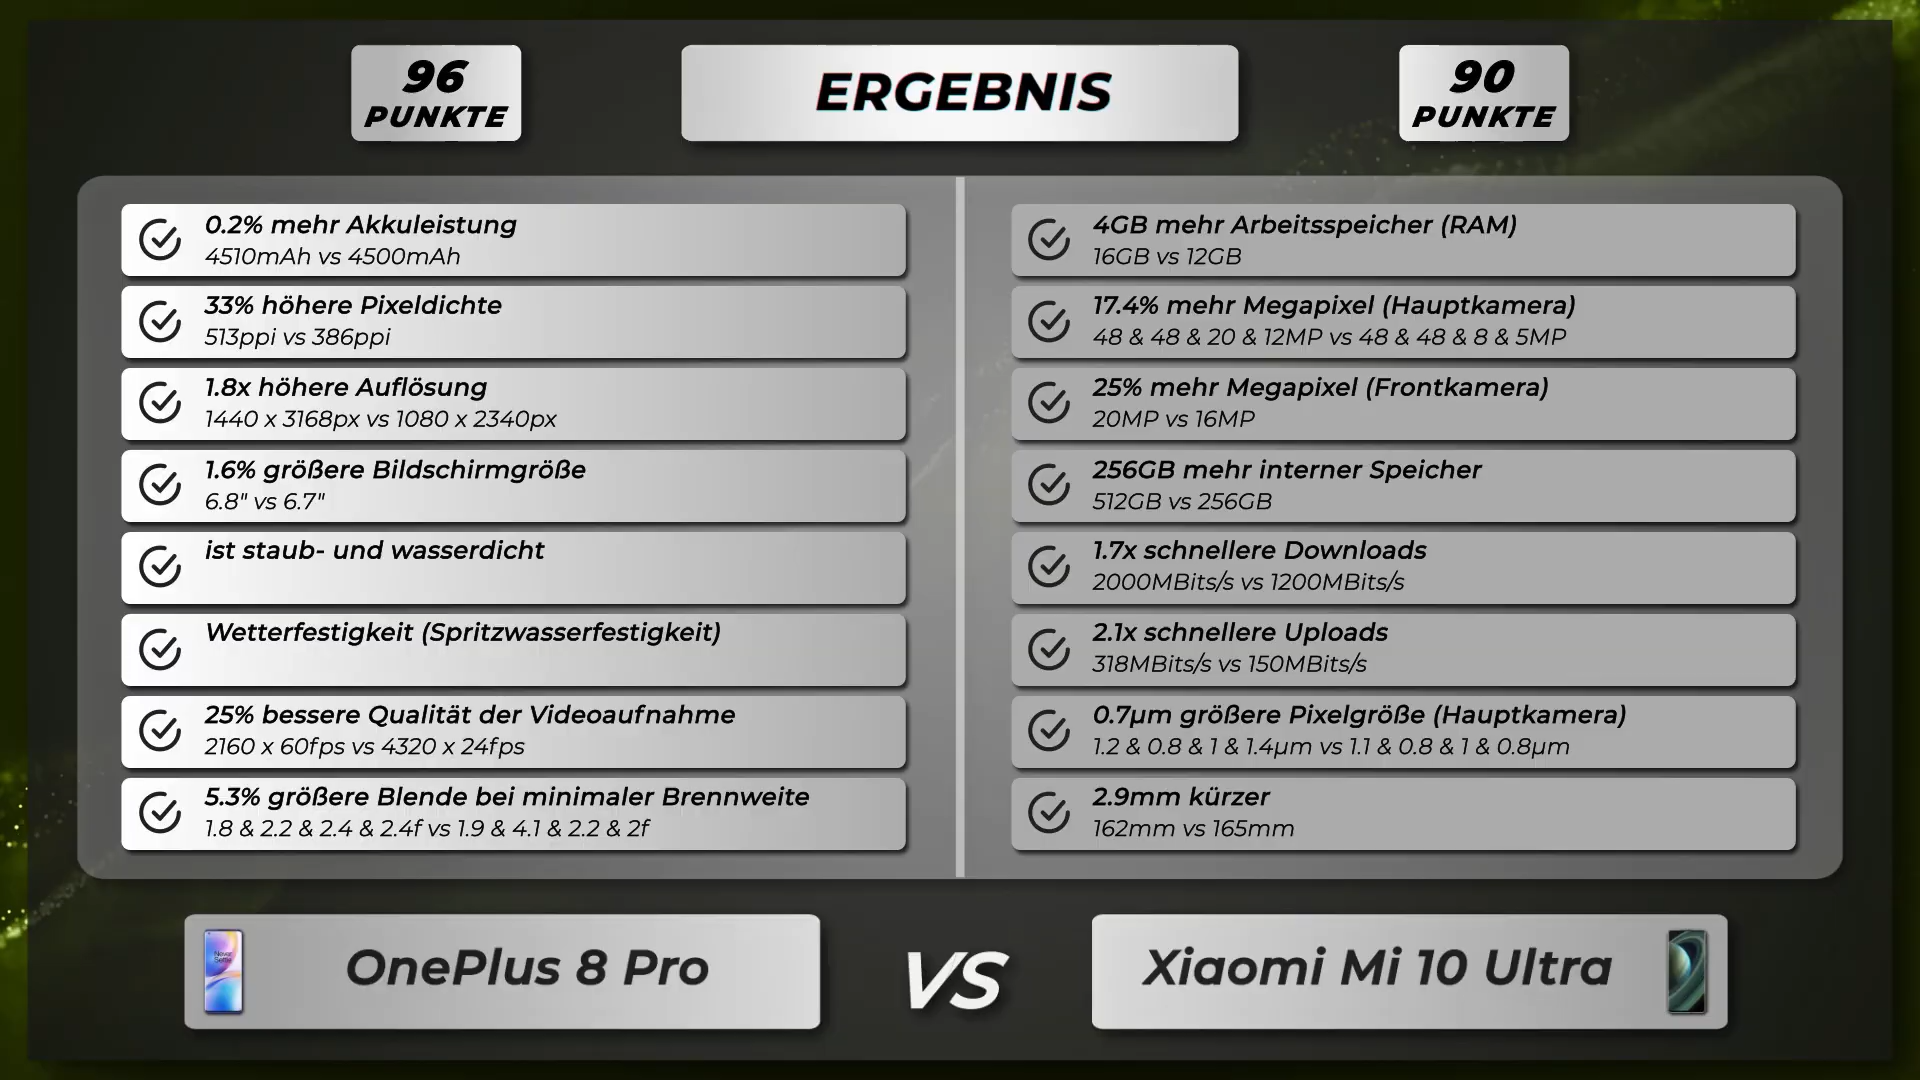 96
PUNKTE
ERGEBNIS
90
PUNKTE
0.2% mehr Akkuleistung
4510mAh vs 4500mAh
33% höhere Pixeldichte
513ppi vs 386ppi
1.8x höhere Auflösung
1440 x 3168px vs 1080 x 2340px
1.6% größere Bildschirmgröße
6.8" vs 6.7"
ist staub- und wasserdicht
Wetterfestigkeit (Spritzwasserfestigkeit)
25% bessere Qualität der Videoaufnahme
2160 x 60fps vs 4320 x 24fps
5.3% größere Blende bei minimaler Brennweite
1.8 & 2.2 & 2.4 & 2.4f vs 1.9 & 4.1 & 2.2 & 2f
4GB mehr Arbeitsspeicher (RAM)
16GB vs 12GB
17.4% mehr Megapixel (Hauptkamera)
48 & 48 & 20 & 12MP vs 48 & 48 & 8 & 5MP
25% mehr Megapixel (Frontkamera)
20MP vs 16MP
256GB mehr interner Speicher
512GB vs 256GB
1.7x schnellere Downloads
2000MBits/s vs 1200MBits/s
2.1x schnellere Uploads
318MBits/s vs 150MBits/s
0.7µm größere Pixelgröße (Hauptkamera)
1.2 & 0.8 & 1 & 1.4µm vs 1.1 & 0.8 & 1 & 0.8µm
2.9mm kürzer
162mm vs 165mm
Never
Settle
OnePlus 8 Pro
VS
Xiaomi Mi 10 Ultra